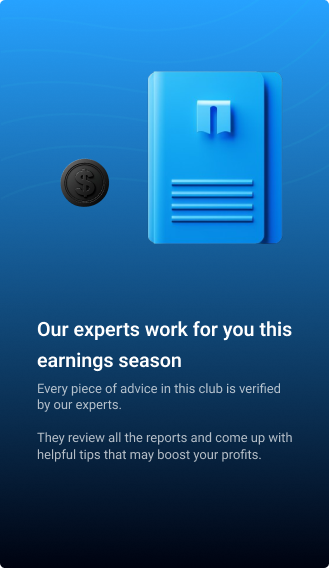 $
Our experts work for you this
earnings season
Every piece of advice in this club is verified
by our experts.
They review all the reports and come up with
helpful tips that may boost your profits.